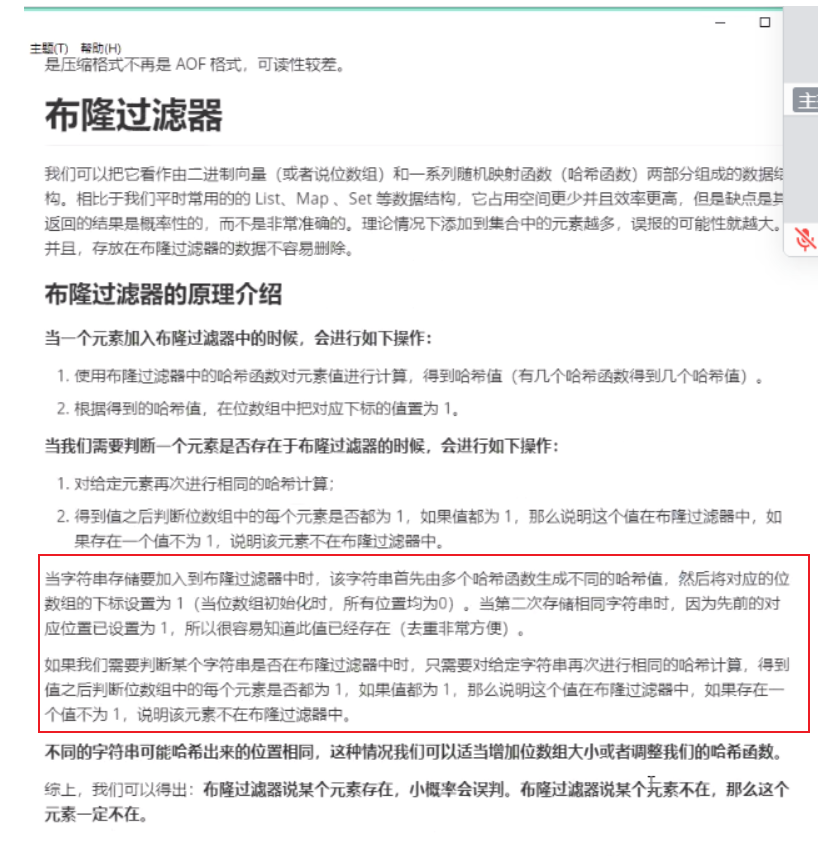 主题(T) 帮助(H)
是压缩格式不再是 AOF 格式，可读性较差。
布隆过滤器
我们可以把它看作由二进制向量（或者说位数组）和一系列随机映射函数（哈希函数）两部分组成的数据结
构。相比于我们平时常用的的 List、Map 、Set 等数据结构，它占用空间更少并且效率更高，但是缺点是其
返回的结果是概率性的，而不是非常准确的。理论情况下添加到集合中的元素越多，误报的可能性就越大。
并且，存放在布隆过滤器的数据不容易删除。
布隆过滤器的原理介绍
当一个元素加入布隆过滤器中的时候，会进行如下操作：
1. 使用布隆过滤器中的哈希函数对元素值进行计算，得到哈希值（有几个哈希函数得到几个哈希值）。
2. 根据得到的哈希值，在位数组中把对应下标的值置为 1。
当我们需要判断一个元素是否存在于布隆过滤器的时候，会进行如下操作：
1. 对给定元素再次进行相同的哈希计算；
2. 得到值之后判断位数组中的每个元素是否都为 1，如果值都为 1，那么说明这个值在布隆过滤器中，如
果存在一个值不为 1，说明该元素不在布隆过滤器中。
当字符串存储要加入到布隆过滤器中时，该字符串首先由多个哈希函数生成不同的哈希值，然后将对应的位
数组的下标设置为 1（当位数组初始化时，所有位置均为0）。当第二次存储相同字符串时，因为先前的对
应位置已设置为 1，所以很容易知道此值已经存在（去重非常方便）。
如果我们需要判断某个字符串是否在布隆过滤器中时，只需要对给定字符串再次进行相同的哈希计算，得到
值之后判断位数组中的每个元素是否都为 1，如果值都为 1，那么说明这个值在布隆过滤器中，如果存在一
个值不为 1，说明该元素不在布隆过滤器中。
不同的字符串可能哈希出来的位置相同，这种情况我们可以适当增加位数组大小或者调整我们的哈希函数。
综上，我们可以得出：布隆过滤器说某个元素存在，小概率会误判。布隆过滤器说某个元素不在，那么这个
元素一定不在。
主